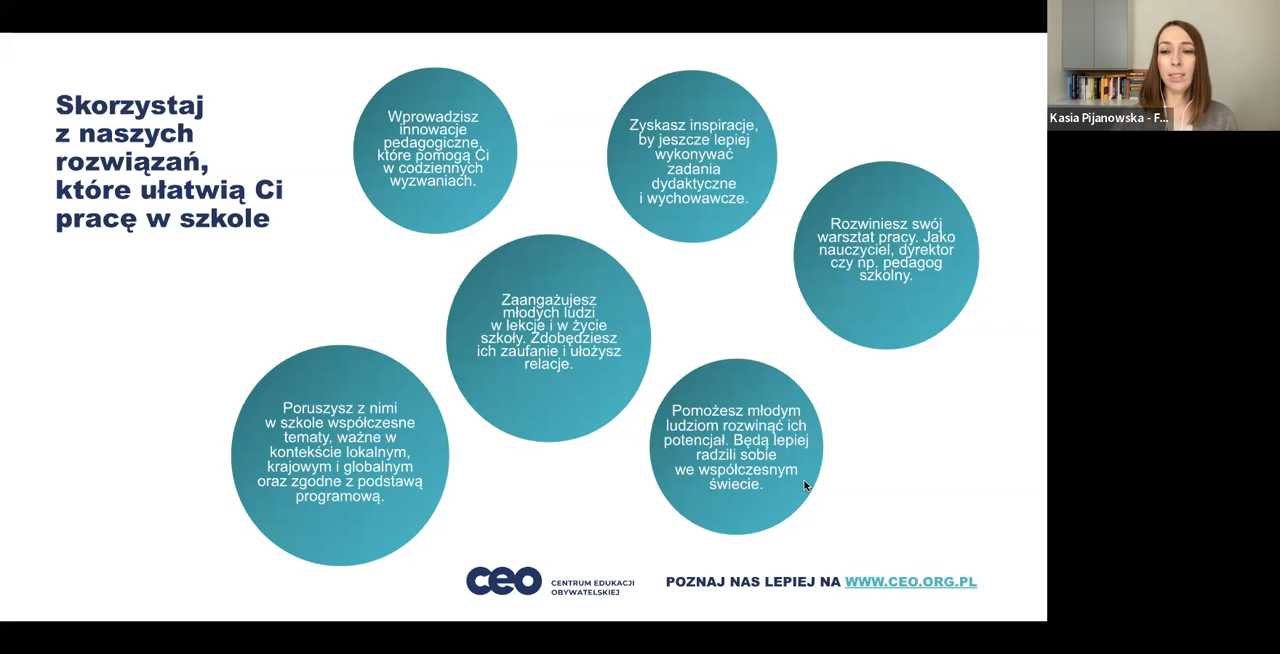 Skorzystaj
z naszych
rozwiązań,
które ułatwią Ci
pracę w szkole
Wprowadzisz
innowacje
pedagogiczne,
które pomogą Ci
w codziennych
wyzwaniach.
Zyskasz inspiracje,
by jeszcze lepiej
wykonywać
zadania
dydaktyczne
i wychowawcze.
Rozwiniesz swój
warsztat pracy. Jako
nauczyciel, dyrektor
czy np. pedagog
szkolny.
Zaangażujesz
młodych ludzi
w lekcje i w życie
szkoły. Zdobędziesz
ich zaufanie i ułożysz
relacje.
Poruszysz z nimi
w szkole współczesne
tematy, ważne w
kontekście lokalnym,
krajowym i globalnym
oraz zgodne z podstawą
programową.
Pomożesz młodym
ludziom rozwinąć ich
potencjał. Będą lepiej
radzili sobie
we współczesnym
świecie.
ceo
CENTRUM EDUKACJI
OBYWATELSKIEJ
POZNAJ NAS LEPIEJ NA WWW.CEO.ORG.PL
Kasia Pijanowska - F...